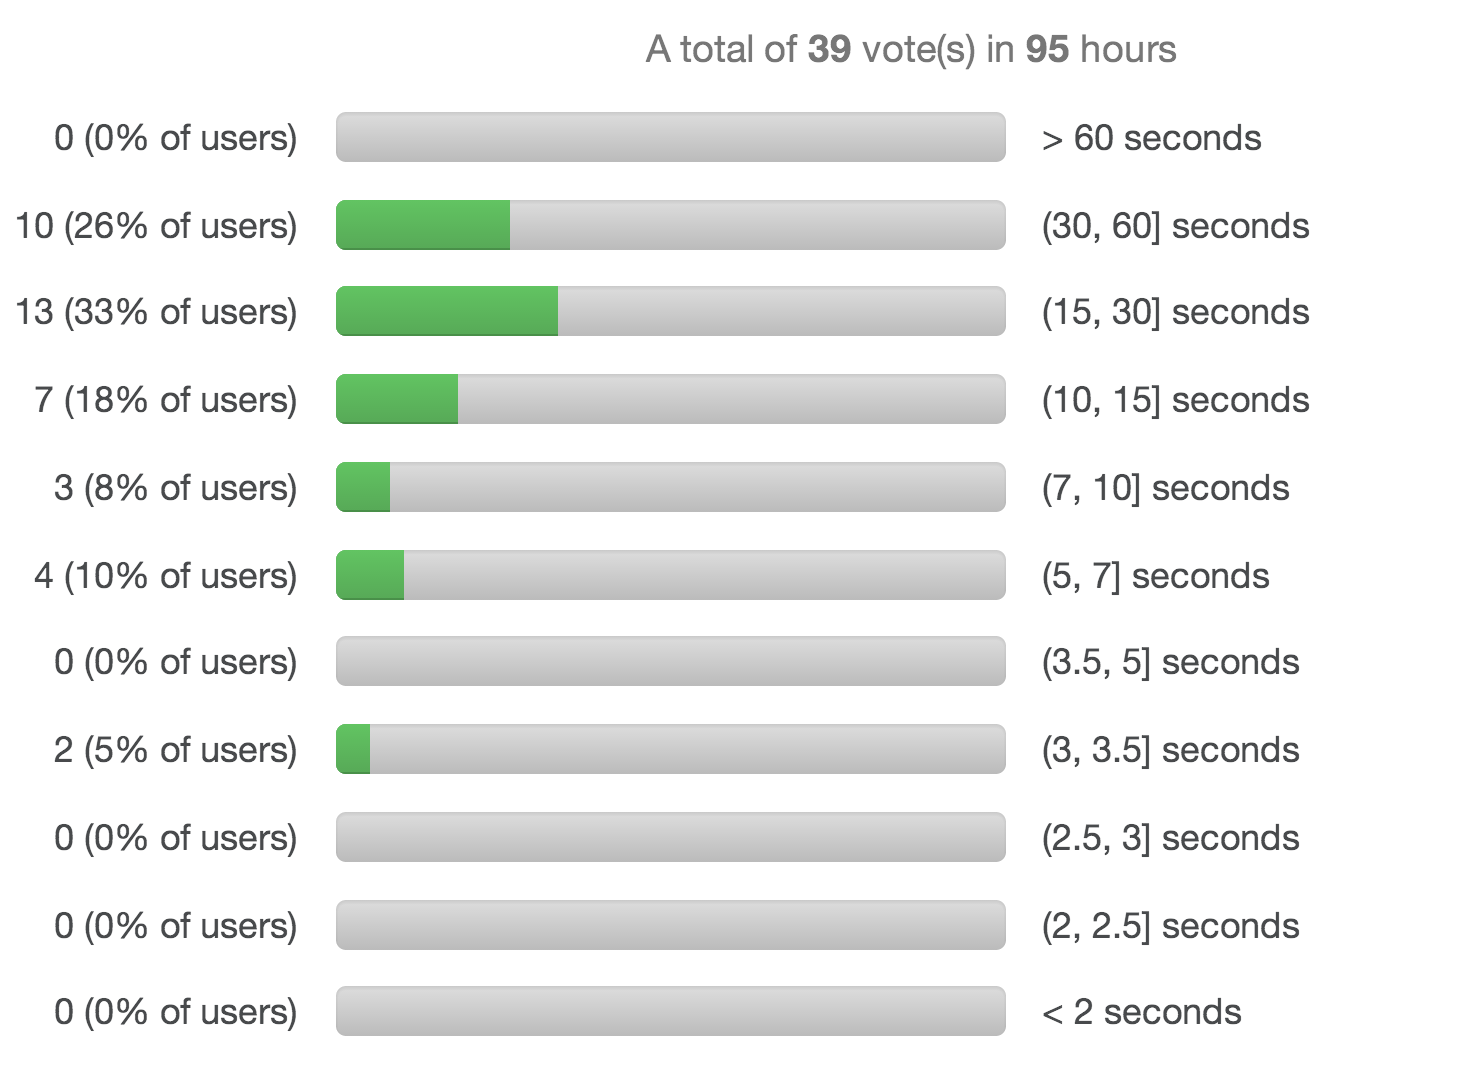 A total of 39 vote(s) in 95 hours
0 (0% of users) > 60 seconds
10 (26% of users) (30, 60] seconds
13 (33% of users) (15, 30] seconds
7 (18% of users) (10, 15] seconds
3 (8% of users) (7, 10] seconds
4 (10% of users) (5, 7] seconds
0 (0% of users) (3.5, 5] seconds
2 (5% of users) (3, 3.5] seconds
0 (0% of users) (2.5, 3] seconds
0 (0% of users) (2, 2.5] seconds
0 (0% of users) < 2 seconds